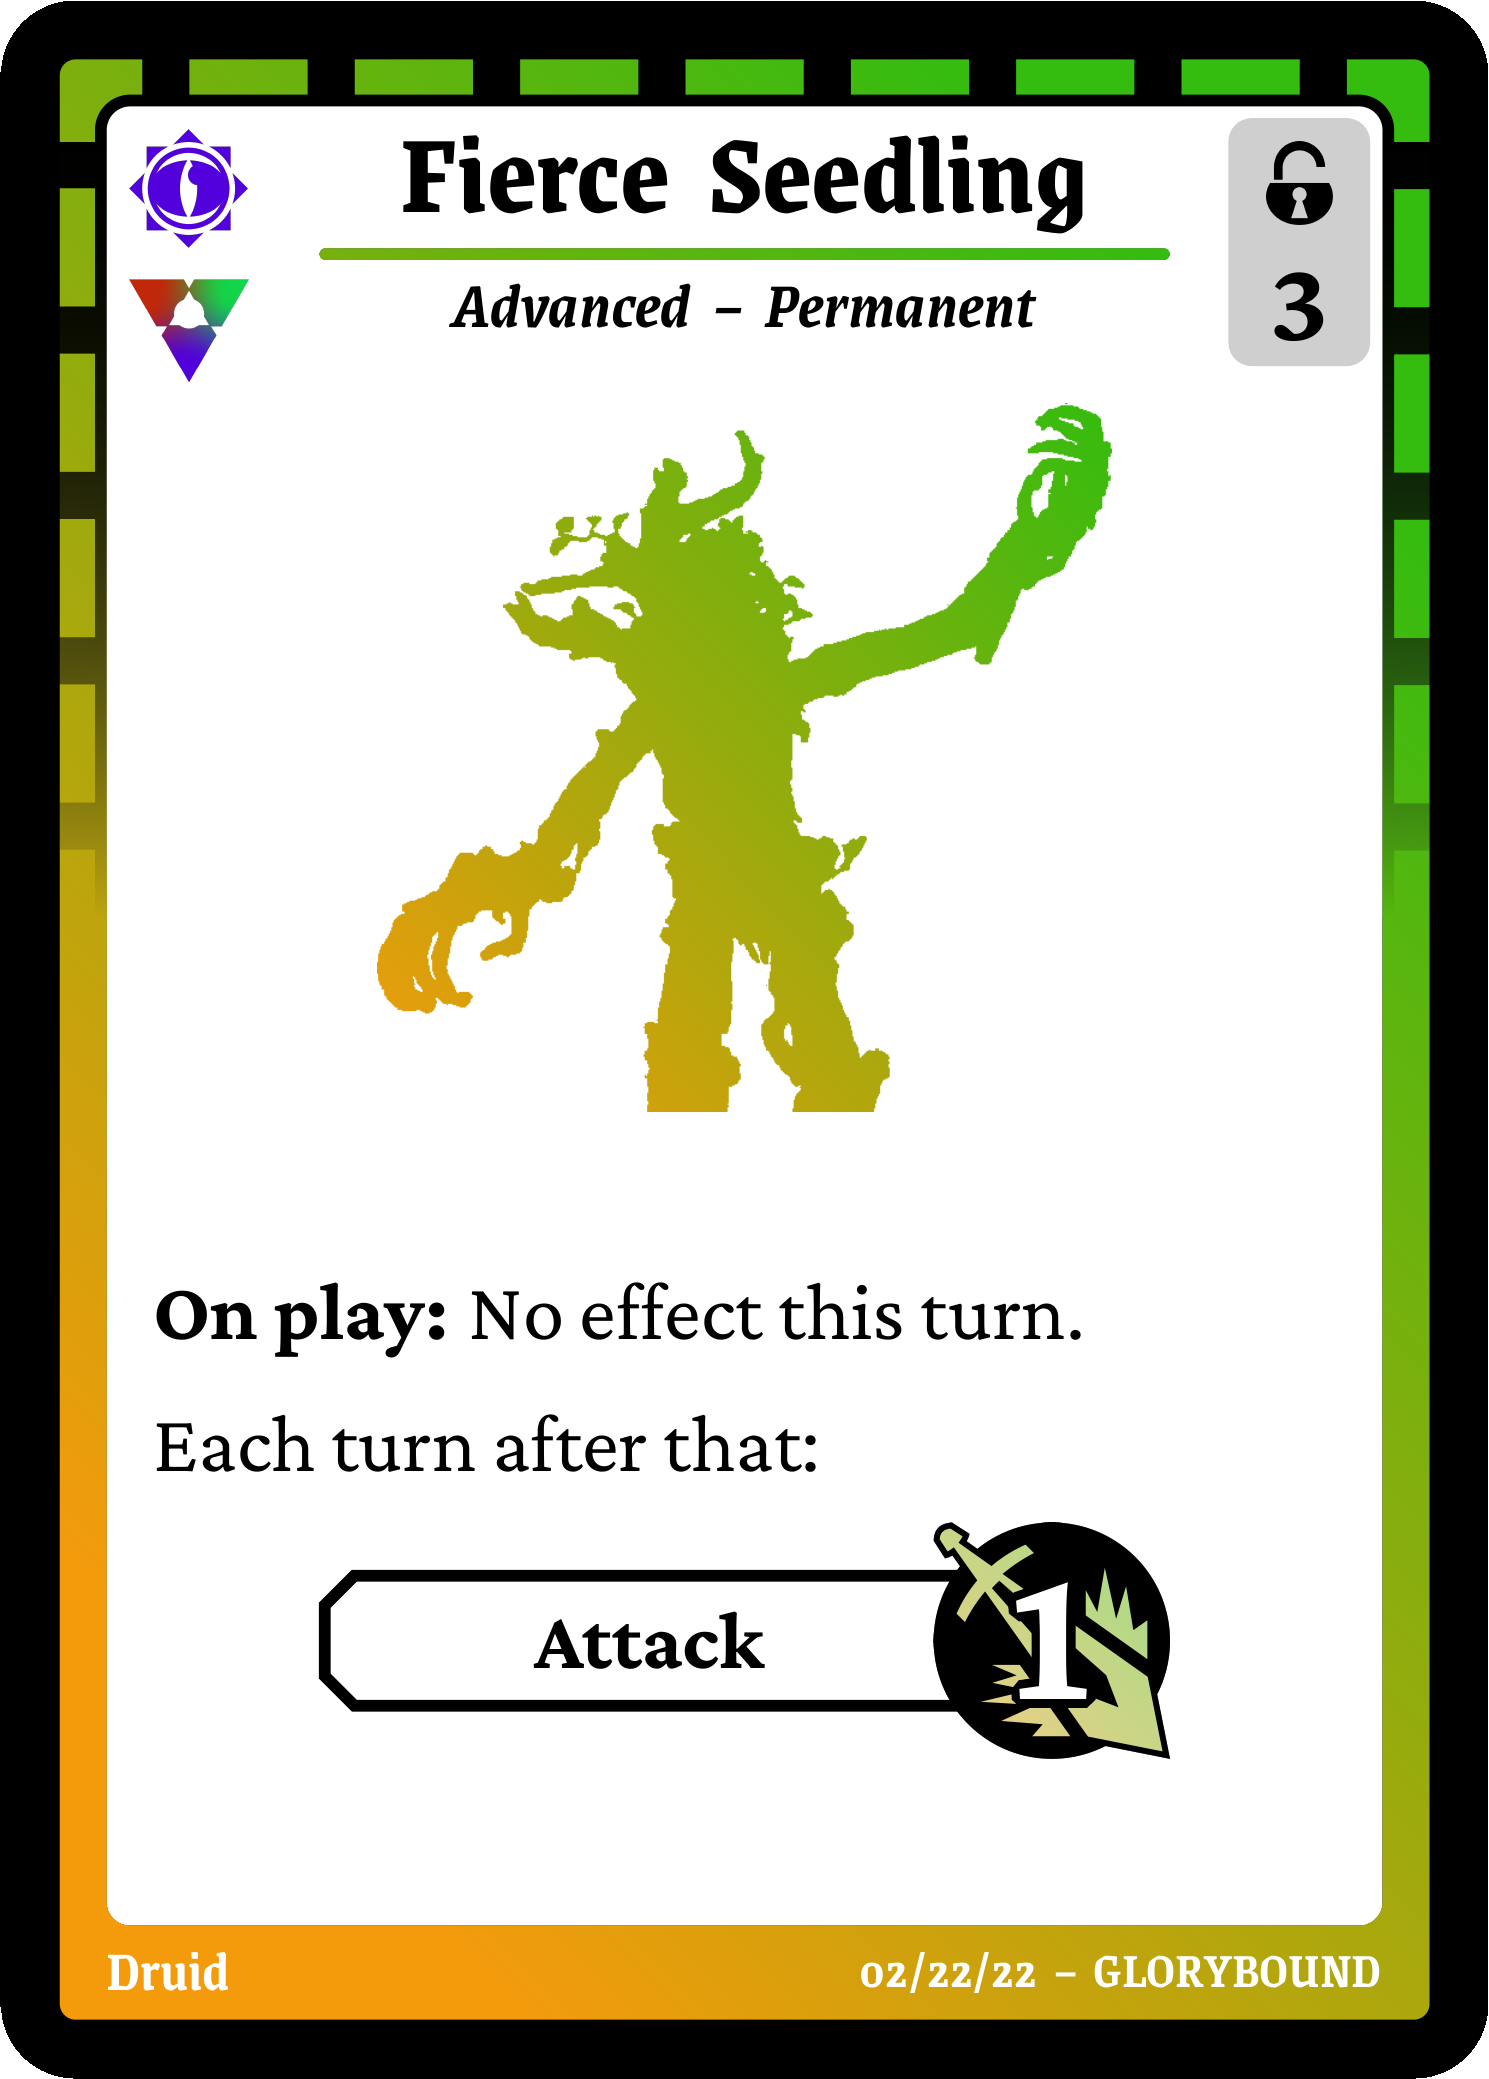 Fierce Seedling
Advanced – Permanent
3
On play: No effect this turn.
Each turn after that:
Attack
1
Druid
02/22/22 – GLORYBOUND